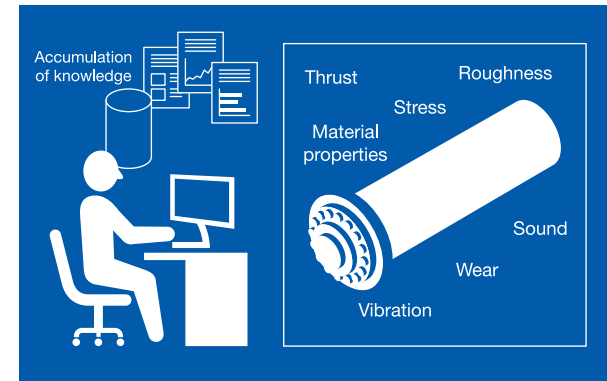 Accumulation
of knowledge
Thrust
Roughness
Stress
Material
properties
Sound
Wear
Vibration